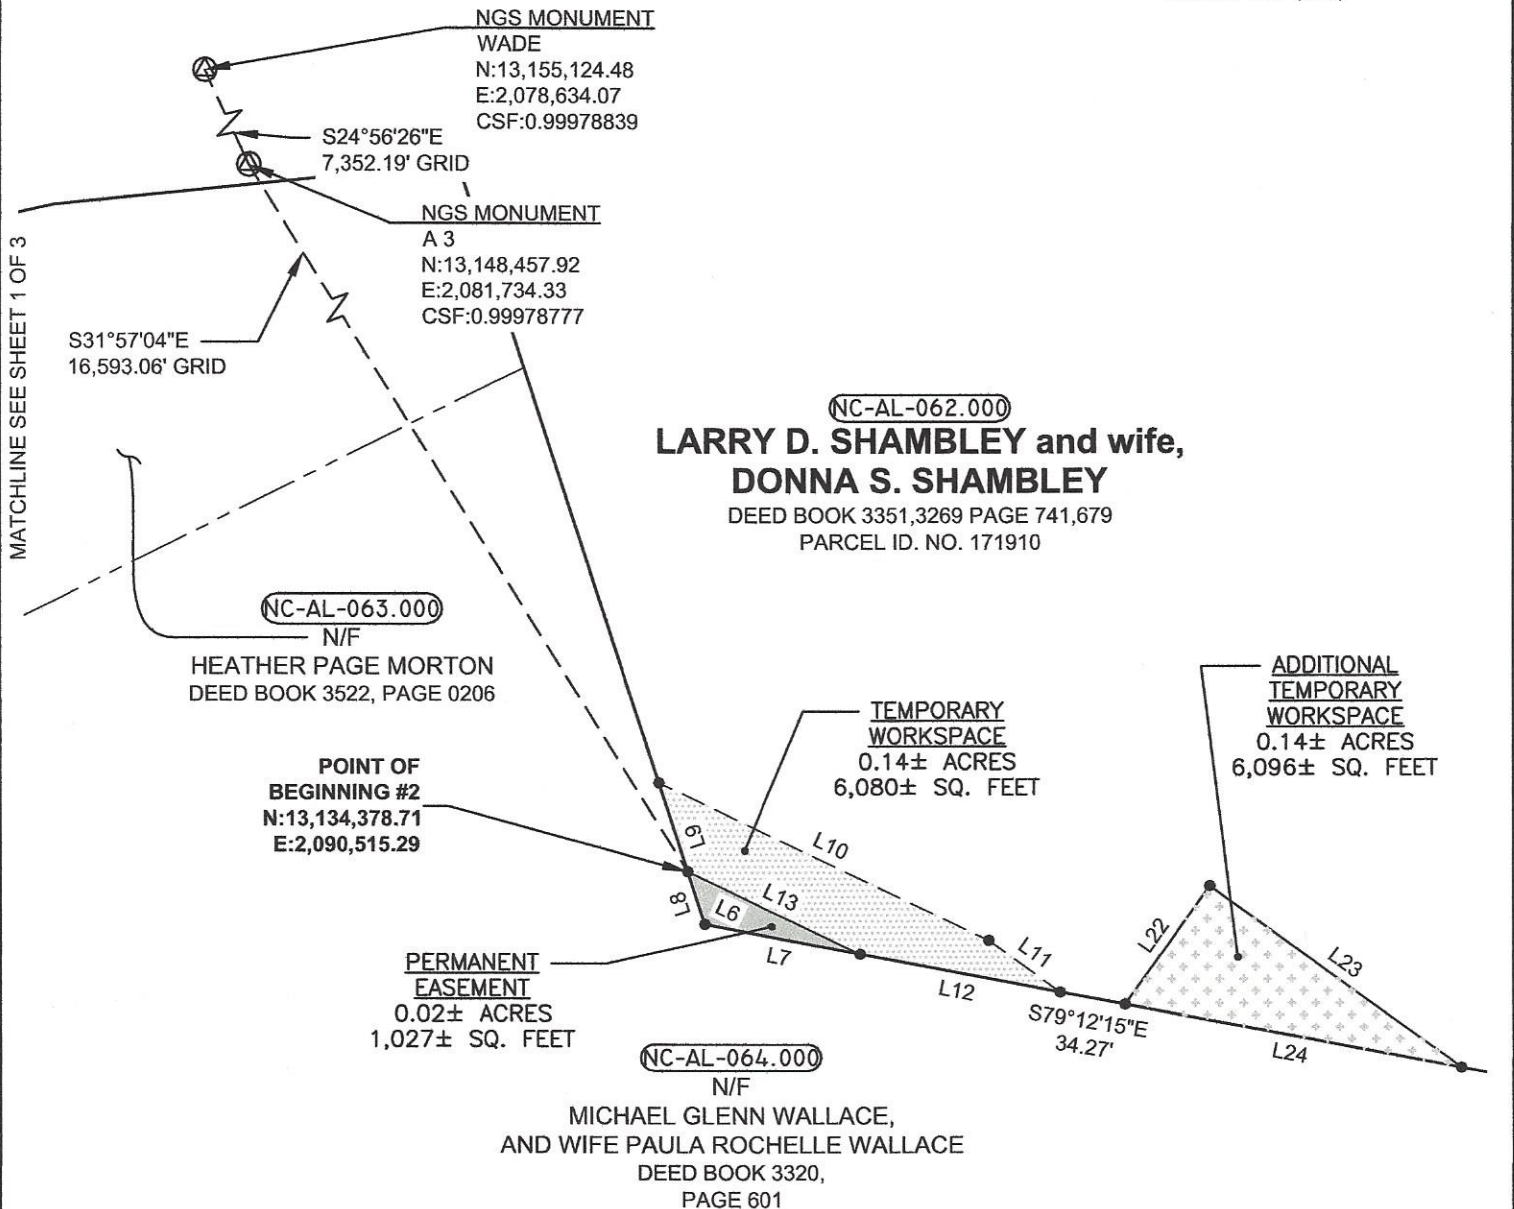 NGS MONUMENT
WADE
N:13,155,124.48
E:2,078,634.07
CSF:0.99978839
S24°56'26"E
7,352.19' GRID
NGS MONUMENT
A 3
N:13,148,457.92
E:2,081,734.33
CSF:0.99978777
MATCHLINE SEE SHEET 1 OF 3
S31°57'04"E
16,593.06' GRID
NC-AL-062.000
LARRY D. SHAMBLEY and wife,
DONNA S. SHAMBLEY
DEED BOOK 3351,3269 PAGE 741,679
PARCEL ID. NO. 171910
NC-AL-063.000
N/F
HEATHER PAGE MORTON
DEED BOOK 3522, PAGE 0206
ADDITIONAL
TEMPORARY
WORKSPACE
0.14± ACRES
6,096± SQ. FEET
TEMPORARY
WORKSPACE
0.14± ACRES
6,080± SQ. FEET
POINT OF
BEGINNING #2
N:13,134,378.71
E:2,090,515.29
L9
L10
L13
L8
L6
L7
L11
L12
L22
L23
L24
S79°12'15"E
34.27'
PERMANENT
EASEMENT
0.02± ACRES
1,027± SQ. FEET
NC-AL-064.000
N/F
MICHAEL GLENN WALLACE,
AND WIFE PAULA ROCHELLE WALLACE
DEED BOOK 3320,
PAGE 601